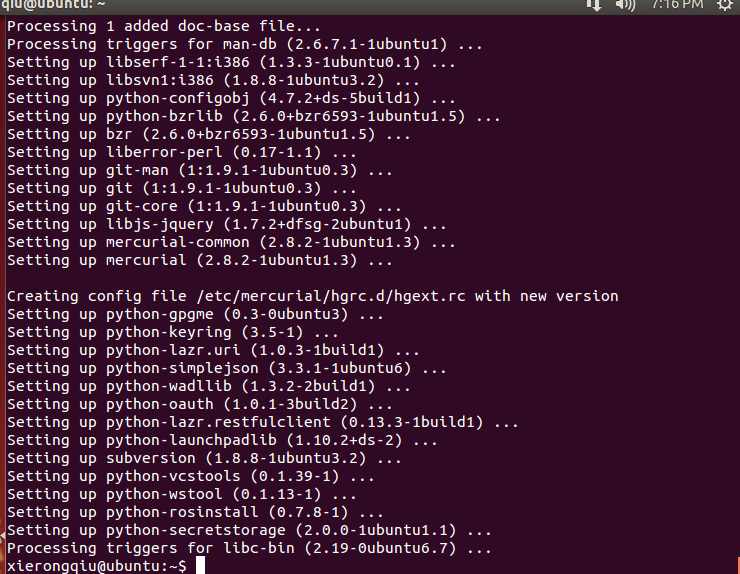 qiu@ubuntu: ~
7:16 PM
Processing 1 added doc-base file...
Processing triggers for man-db (2.6.7.1-1ubuntu1) ...
Setting up libserf-1-1:i386 (1.3.3-1ubuntu0.1) ...
Setting up libsvn1:i386 (1.8.8-1ubuntu3.2) ...
Setting up python-configobj (4.7.2+ds-5build1) ...
Setting up python-bzrlib (2.6.0+bzr6593-1ubuntu1.5) ...
Setting up bzr (2.6.0+bzr6593-1ubuntu1.5) ...
Setting up liberror-perl (0.17-1.1) ...
Setting up git-man (1:1.9.1-1ubuntu0.3) ...
Setting up git (1:1.9.1-1ubuntu0.3) ...
Setting up git-core (1:1.9.1-1ubuntu0.3) ...
Setting up libjs-jquery (1.7.2+dfsg-2ubuntu1) ...
Setting up mercurial-common (2.8.2-1ubuntu1.3) ...
Setting up mercurial (2.8.2-1ubuntu1.3) ...
Creating config file /etc/mercurial/hgrc.d/hgext.rc with new version
Setting up python-gpgme (0.3-0ubuntu3) ...
Setting up python-keyring (3.5-1) ...
Setting up python-lazr.uri (1.0.3-1build1) ...
Setting up python-simplejson (3.3.1-1ubuntu6) ...
Setting up python-wadllib (1.3.2-2build1) ...
Setting up python-oauth (1.0.1-3build2) ...
Setting up python-lazr.restfulclient (0.13.3-1build1) ...
Setting up python-launchpadlib (1.10.2+ds-2) ...
Setting up subversion (1.8.8-1ubuntu3.2) ...
Setting up python-vcstools (0.1.39-1) ...
Setting up python-wstool (0.1.13-1) ...
Setting up python-rosinstall (0.7.8-1) ...
Setting up python-secretstorage (2.0.0-1ubuntu1.1) ...
Processing triggers for libc-bin (2.19-0ubuntu6.7) ...
xierongqiu@ubuntu:~$